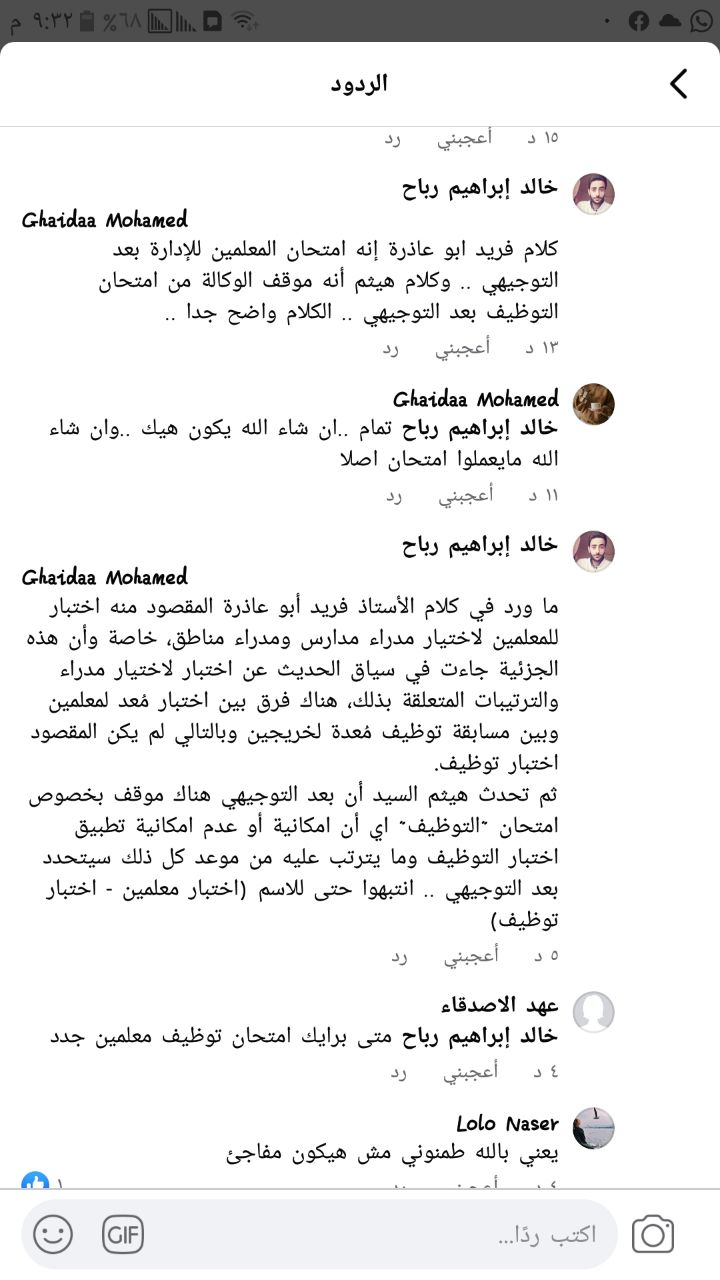 ٩:٣٢ م
%٦٨
الردود
١٥ د أعجبني رد
خالد إبراهيم رباح
Ghaidaa Mohamed
كلام فريد ابو عاذرة إنه امتحان المعلمين للإدارة بعد
التوجيهي .. وكلام هيثم أنه موقف الوكالة من امتحان
التوظيف بعد التوجيهي .. الكلام واضح جدا ..
١٣ د أعجبني رد
Ghaidaa Mohamed
خالد إبراهيم رباح تمام ..ان شاء الله يكون هيك ..وان شاء
الله مايعملوا امتحان اصلا
١١ د أعجبني رد
خالد إبراهيم رباح
Ghaidaa Mohamed
ما ورد في كلام الأستاذ فريد أبو عاذرة المقصود منه اختبار
للمعلمين لاختيار مدراء مدارس ومدراء مناطق، خاصة وأن هذه
الجزئية جاءت في سياق الحديث عن اختبار لاختيار مدراء
والترتيبات المتعلقة بذلك، هناك فرق بين اختبار مُعد لمعلمين
وبين مسابقة توظيف مُعدة لخريجين وبالتالي لم يكن المقصود
اختبار توظيف.
ثم تحدث هيثم السيد أن بعد التوجيهي هناك موقف بخصوص
امتحان "التوظيف" اي أن امكانية أو عدم امكانية تطبيق
اختبار التوظيف وما يترتب عليه من موعد كل ذلك سيتحدد
بعد التوجيهي .. انتبهوا حتى للاسم (اختبار معلمين - اختبار
توظيف)
٥ د أعجبني رد
عهد الاصدقاء
خالد إبراهيم رباح متى برايك امتحان توظيف معلمين جدد
٤ د أعجبني رد
Lolo Naser
يعني بالله طمنوني مش هيكون مفاجئ
٤ د أعجبني رد
١
اكتب ردًا...
GIF